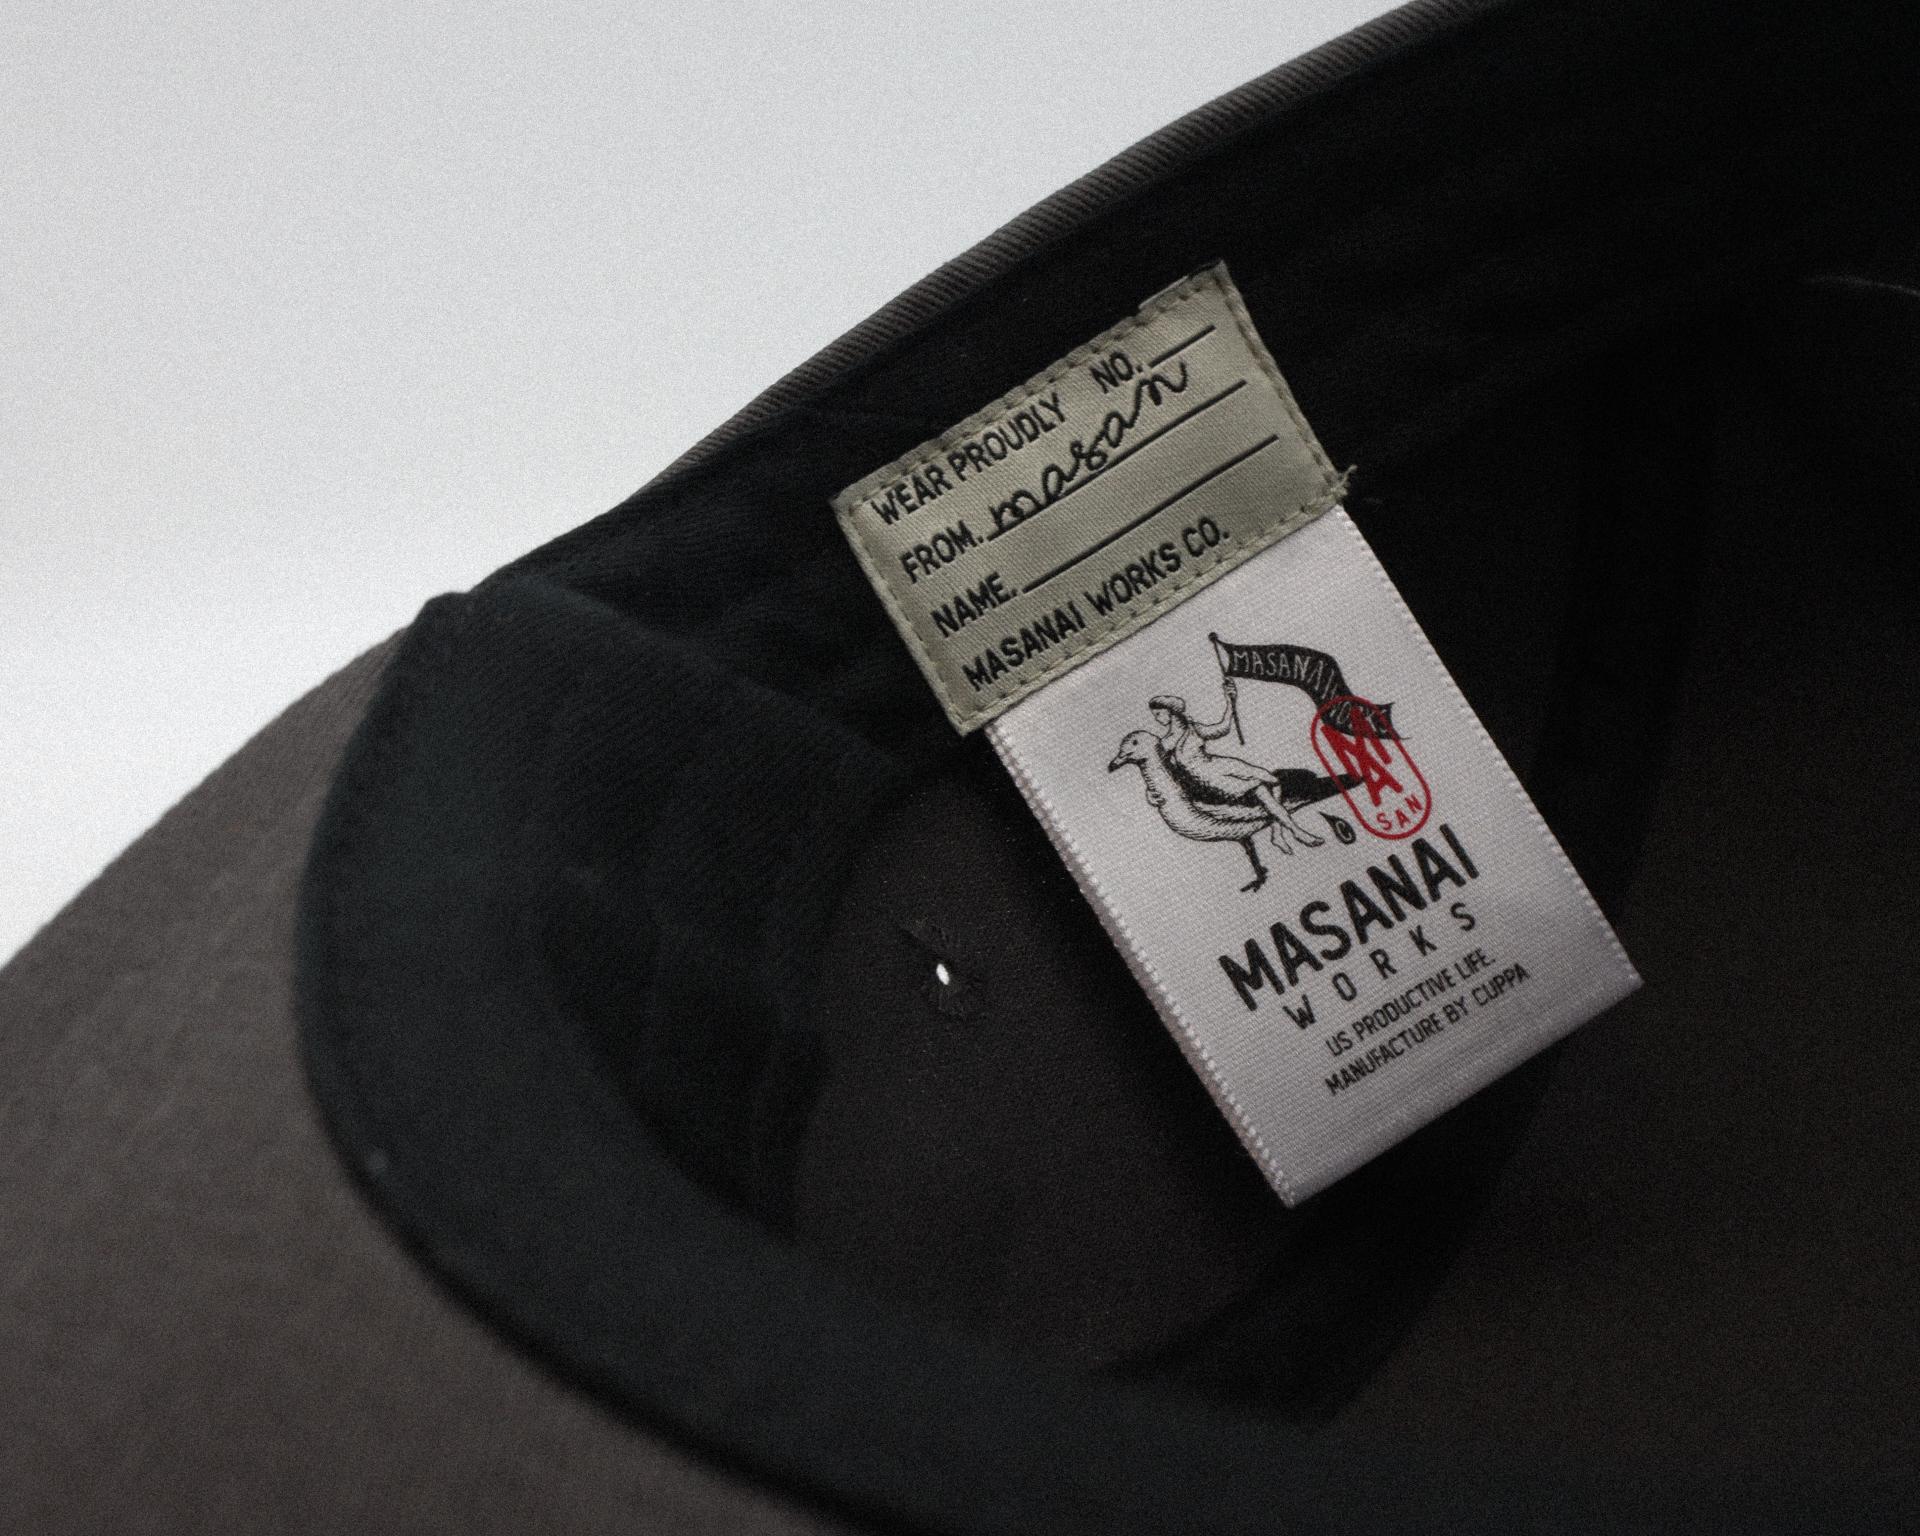 WEAR PROUDLY NO.
FROM. masan
NAME.
MASANAI WORKS CO.
MASANAI
MA
SAN
©
MASANAI
WORKS
US PRODUCTIVE LIFE.
MANUFACTURE BY CUPPA